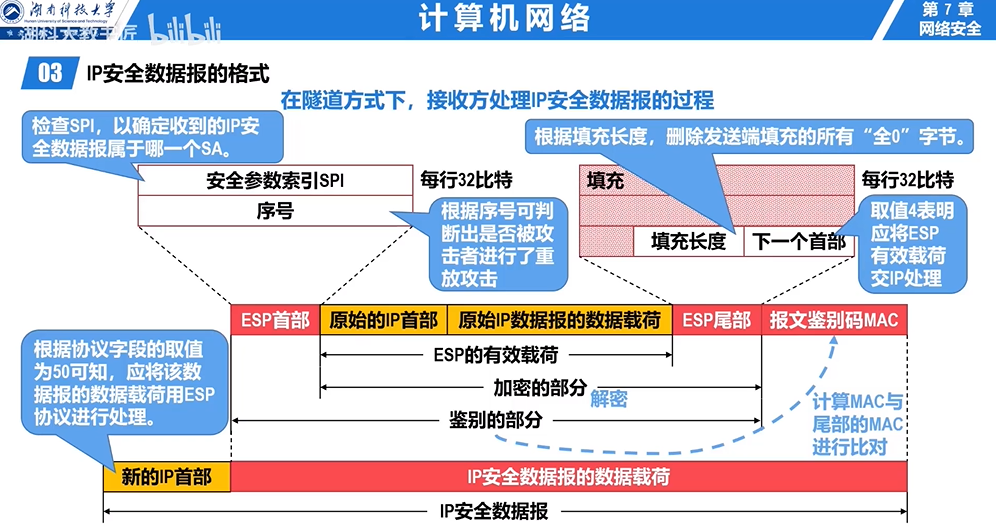 湖南科技大学
Hunan University of Science and Technology
湖科大教书匠 bilibili
计算机网络
第7章
网络安全
03 IP安全数据报的格式
在隧道方式下，接收方处理IP安全数据报的过程
检查SPI，以确定收到的IP安
全数据报属于哪一个SA。
根据填充长度，删除发送端填充的所有“全0”字节。
安全参数索引SPI
每行32比特
序号
填充
每行32比特
填充长度
下一个首部
根据序号可判
断出是否被攻
击者进行了重
放攻击
取值4表明
应将ESP
有效载荷
交IP处理
ESP首部
原始的IP首部
原始IP数据报的数据载荷
ESP尾部
报文鉴别码MAC
ESP的有效载荷
加密的部分
解密
鉴别的部分
根据协议字段的取值
为50可知，应将该数
据报的数据载荷用ESP
协议进行处理。
计算MAC与
尾部的MAC
进行比对
新的IP首部
IP安全数据报的数据载荷
IP安全数据报